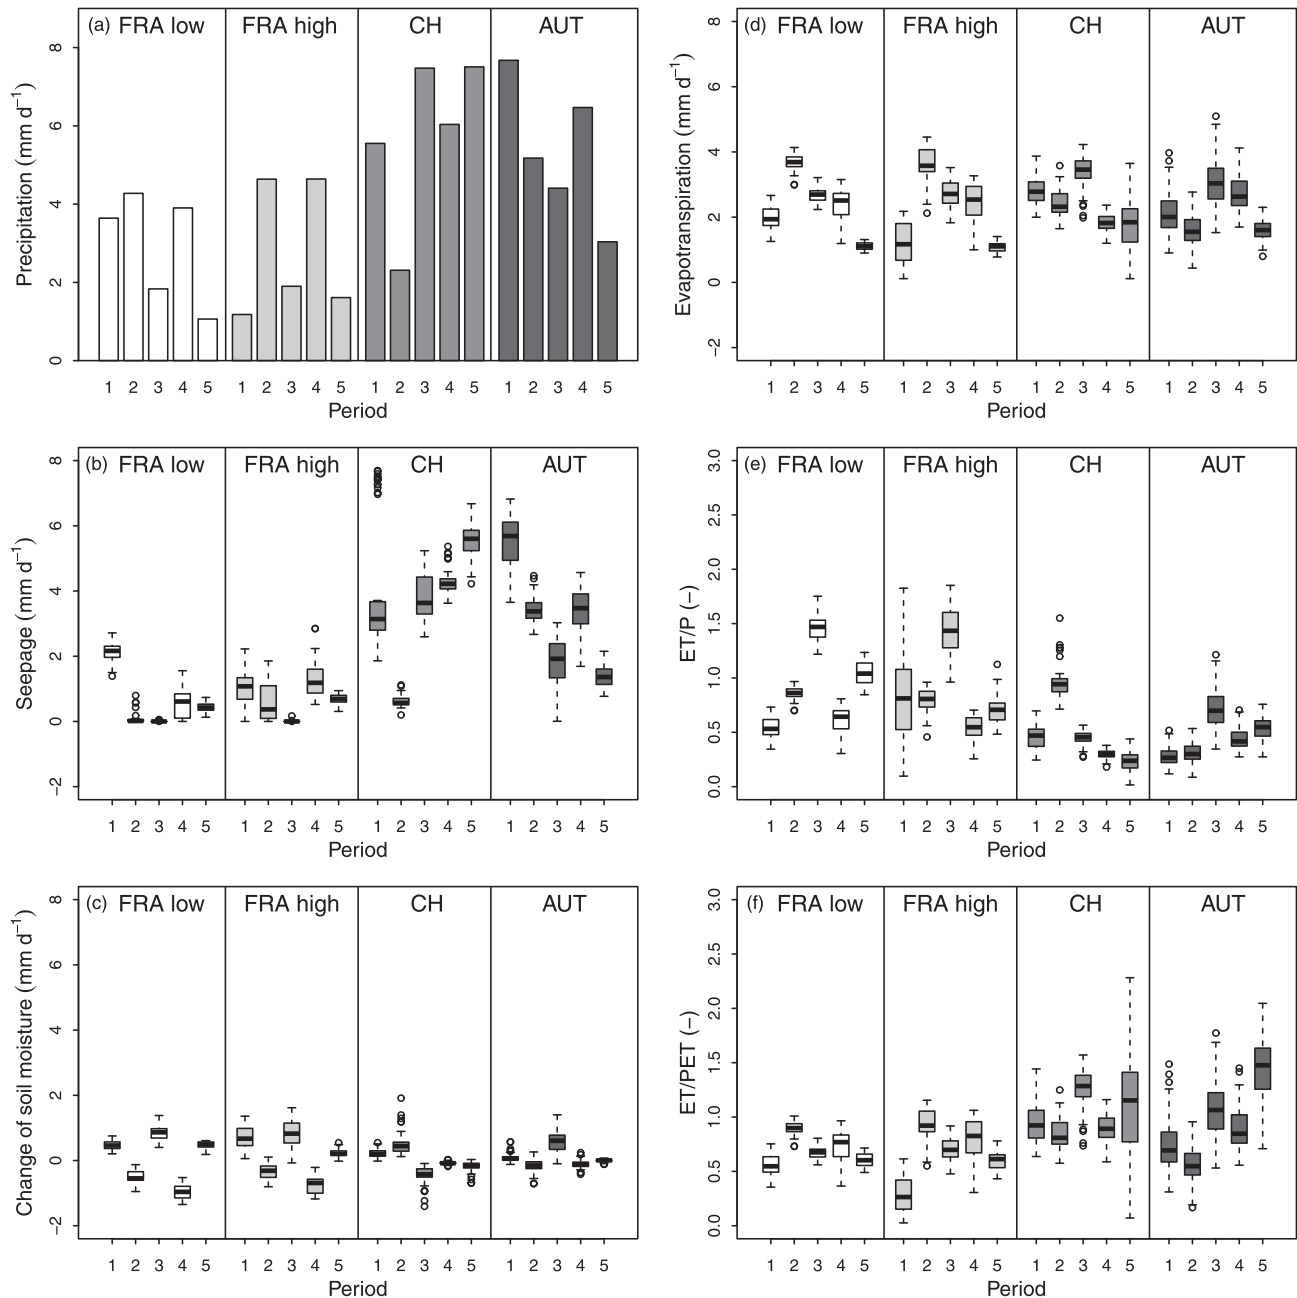 (a) FRA low FRA high CH AUT
Precipitation (mm d⁻¹)
8
6
4
2
0
1 2 3 4 5 1 2 3 4 5 1 2 3 4 5 1 2 3 4 5
Period
(d) FRA low FRA high CH AUT
Evapotranspiration (mm d⁻¹)
8
6
4
2
0
−2
1 2 3 4 5 1 2 3 4 5 1 2 3 4 5 1 2 3 4 5
Period
(b) FRA low FRA high CH AUT
Seepage (mm d⁻¹)
8
6
4
2
0
−2
1 2 3 4 5 1 2 3 4 5 1 2 3 4 5 1 2 3 4 5
Period
(e) FRA low FRA high CH AUT
ET/P (−)
3.0
2.5
2.0
1.5
1.0
0.5
0.0
1 2 3 4 5 1 2 3 4 5 1 2 3 4 5 1 2 3 4 5
Period
(c) FRA low FRA high CH AUT
Change of soil moisture (mm d⁻¹)
8
6
4
2
0
−2
1 2 3 4 5 1 2 3 4 5 1 2 3 4 5 1 2 3 4 5
Period
(f) FRA low FRA high CH AUT
ET/PET (−)
3.0
2.5
2.0
1.5
1.0
0.5
0.0
1 2 3 4 5 1 2 3 4 5 1 2 3 4 5 1 2 3 4 5
Period